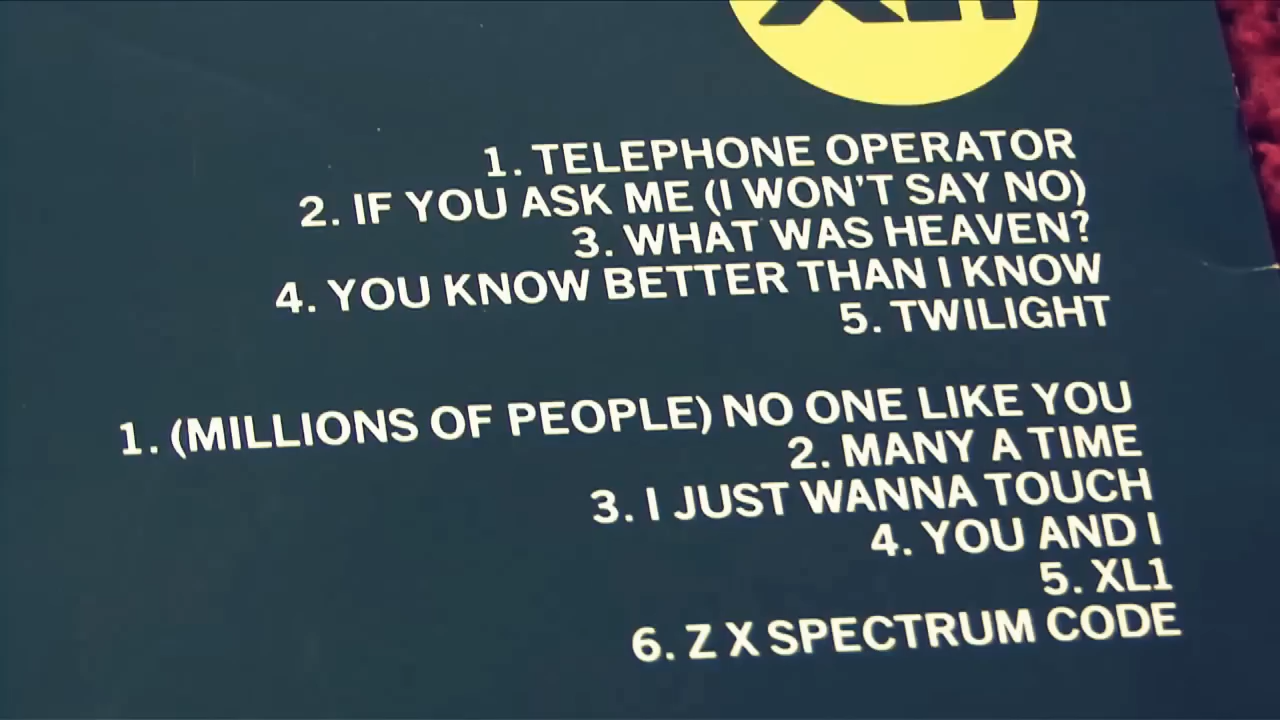 1. TELEPHONE OPERATOR
2. IF YOU ASK ME (I WON'T SAY NO)
3. WHAT WAS HEAVEN?
4. YOU KNOW BETTER THAN I KNOW
5. TWILIGHT
1. (MILLIONS OF PEOPLE) NO ONE LIKE YOU
2. MANY A TIME
3. I JUST WANNA TOUCH
4. YOU AND I
5. XL1
6. Z X SPECTRUM CODE